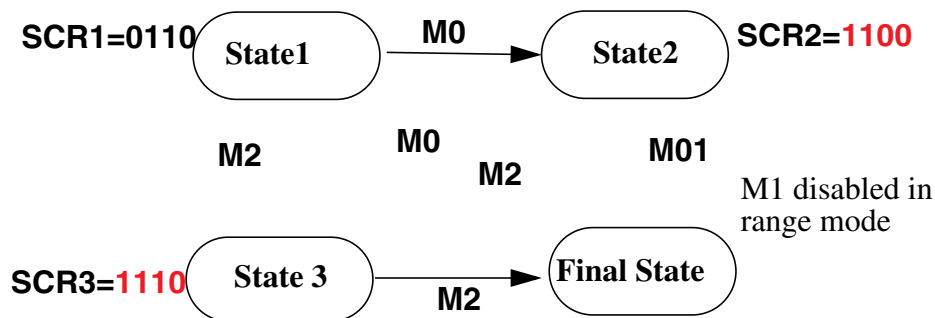 SCR1=0110
State1
M0
State2
SCR2=1100
M2
M0
M2
M01
M1 disabled in
range mode
SCR3=1110
State 3
M2
Final State